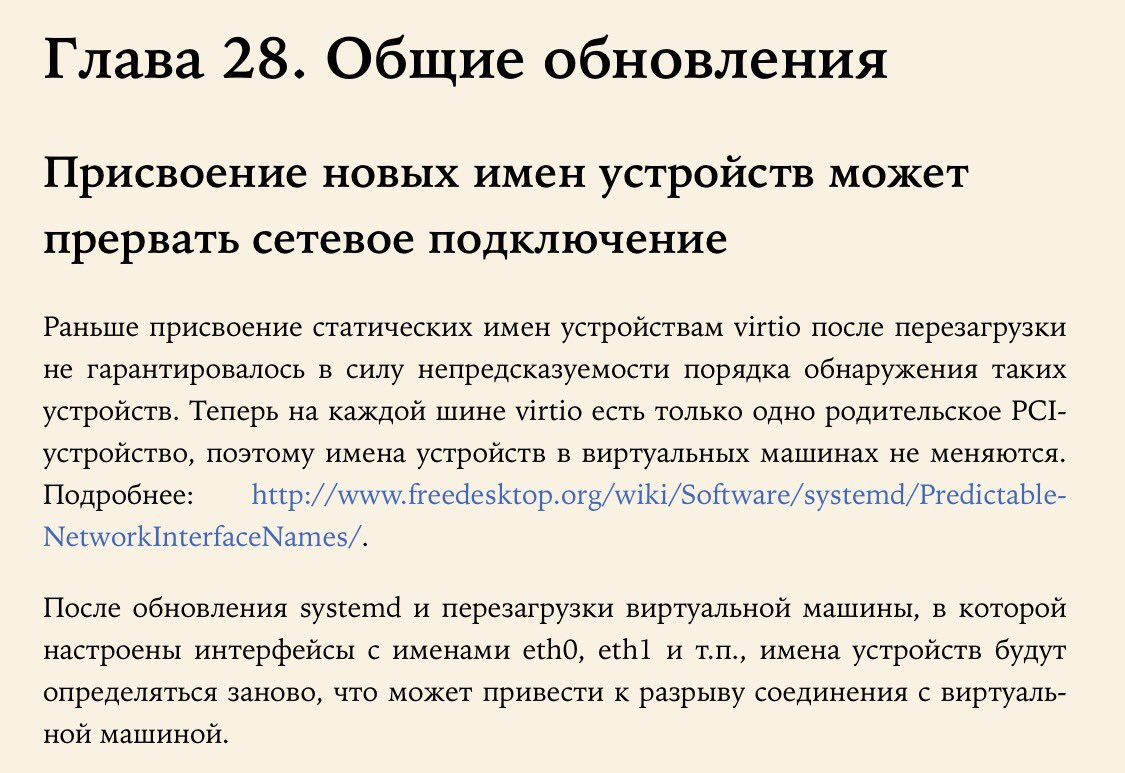 Глава 28. Общие обновления
Присвоение новых имен устройств может
прервать сетевое подключение
Раньше присвоение статических имен устройствам virtio после перезагрузки
не гарантировалось в силу непредсказуемости порядка обнаружения таких
устройств. Теперь на каждой шине virtio есть только одно родительское PCI-
устройство, поэтому имена устройств в виртуальных машинах не меняются.
Подробнее: http://www.freedesktop.org/wiki/Software/systemd/Predictable-
NetworkInterfaceNames/.
После обновления systemd и перезагрузки виртуальной машины, в которой
настроены интерфейсы с именами eth0, eth1 и т.п., имена устройств будут
определяться заново, что может привести к разрыву соединения с виртуаль-
ной машиной.